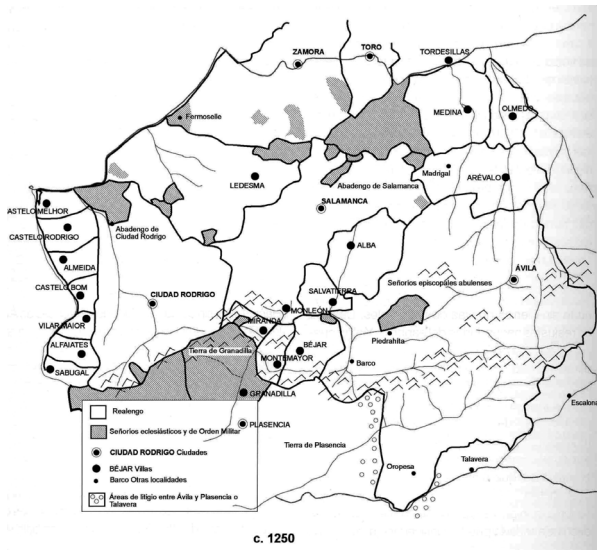 ZAMORA
TORO
TORDESILLAS
Fermoselle
MEDINA
OLMEDO
LEDESMA
Abadengo de Salamanca
Madrigal
ARÉVALO
SALAMANCA
CASTELO MELHOR
Abadengo de
Ciudad Rodrigo
CASTELO RODRIGO
ALBA
ALMEIDA
Señorios episcopales abulenses
ÁVILA
CASTELO BOM
CIUDAD RODRIGO
SALVATIERRA
MONLEÓN
VILAR MAIOR
MIRANDA
Piedrahita
ALFAIATES
Tierra de Granadilla
BÉJAR
MONTEMAYOR
Barco
SABUGAL
GRANADILLA
Escalona
PLASENCIA
Tierra de Plasencia
Oropesa
Talavera
Realengo
Señorios eclesiásticos y de Orden Militar
CIUDAD RODRIGO Ciudades
BÉJAR Villas
Barco Otras localidades
Áreas de litigio entre Ávila y Plasencia o
Talavera
c. 1250